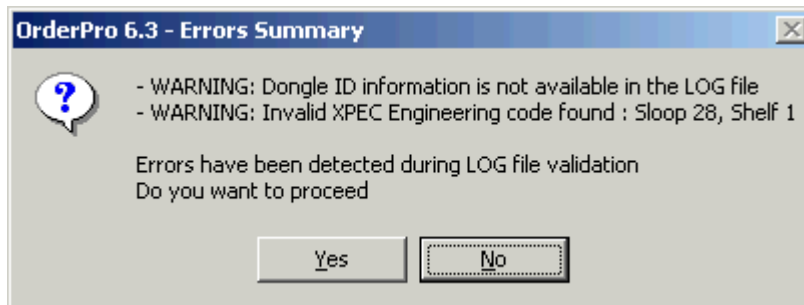 OrderPro 6.3 - Errors Summary
- WARNING: Dongle ID information is not available in the LOG file
- WARNING: Invalid XPEC Engineering code found : Sloop 28, Shelf 1
Errors have been detected during LOG file validation
Do you want to proceed
Yes
No